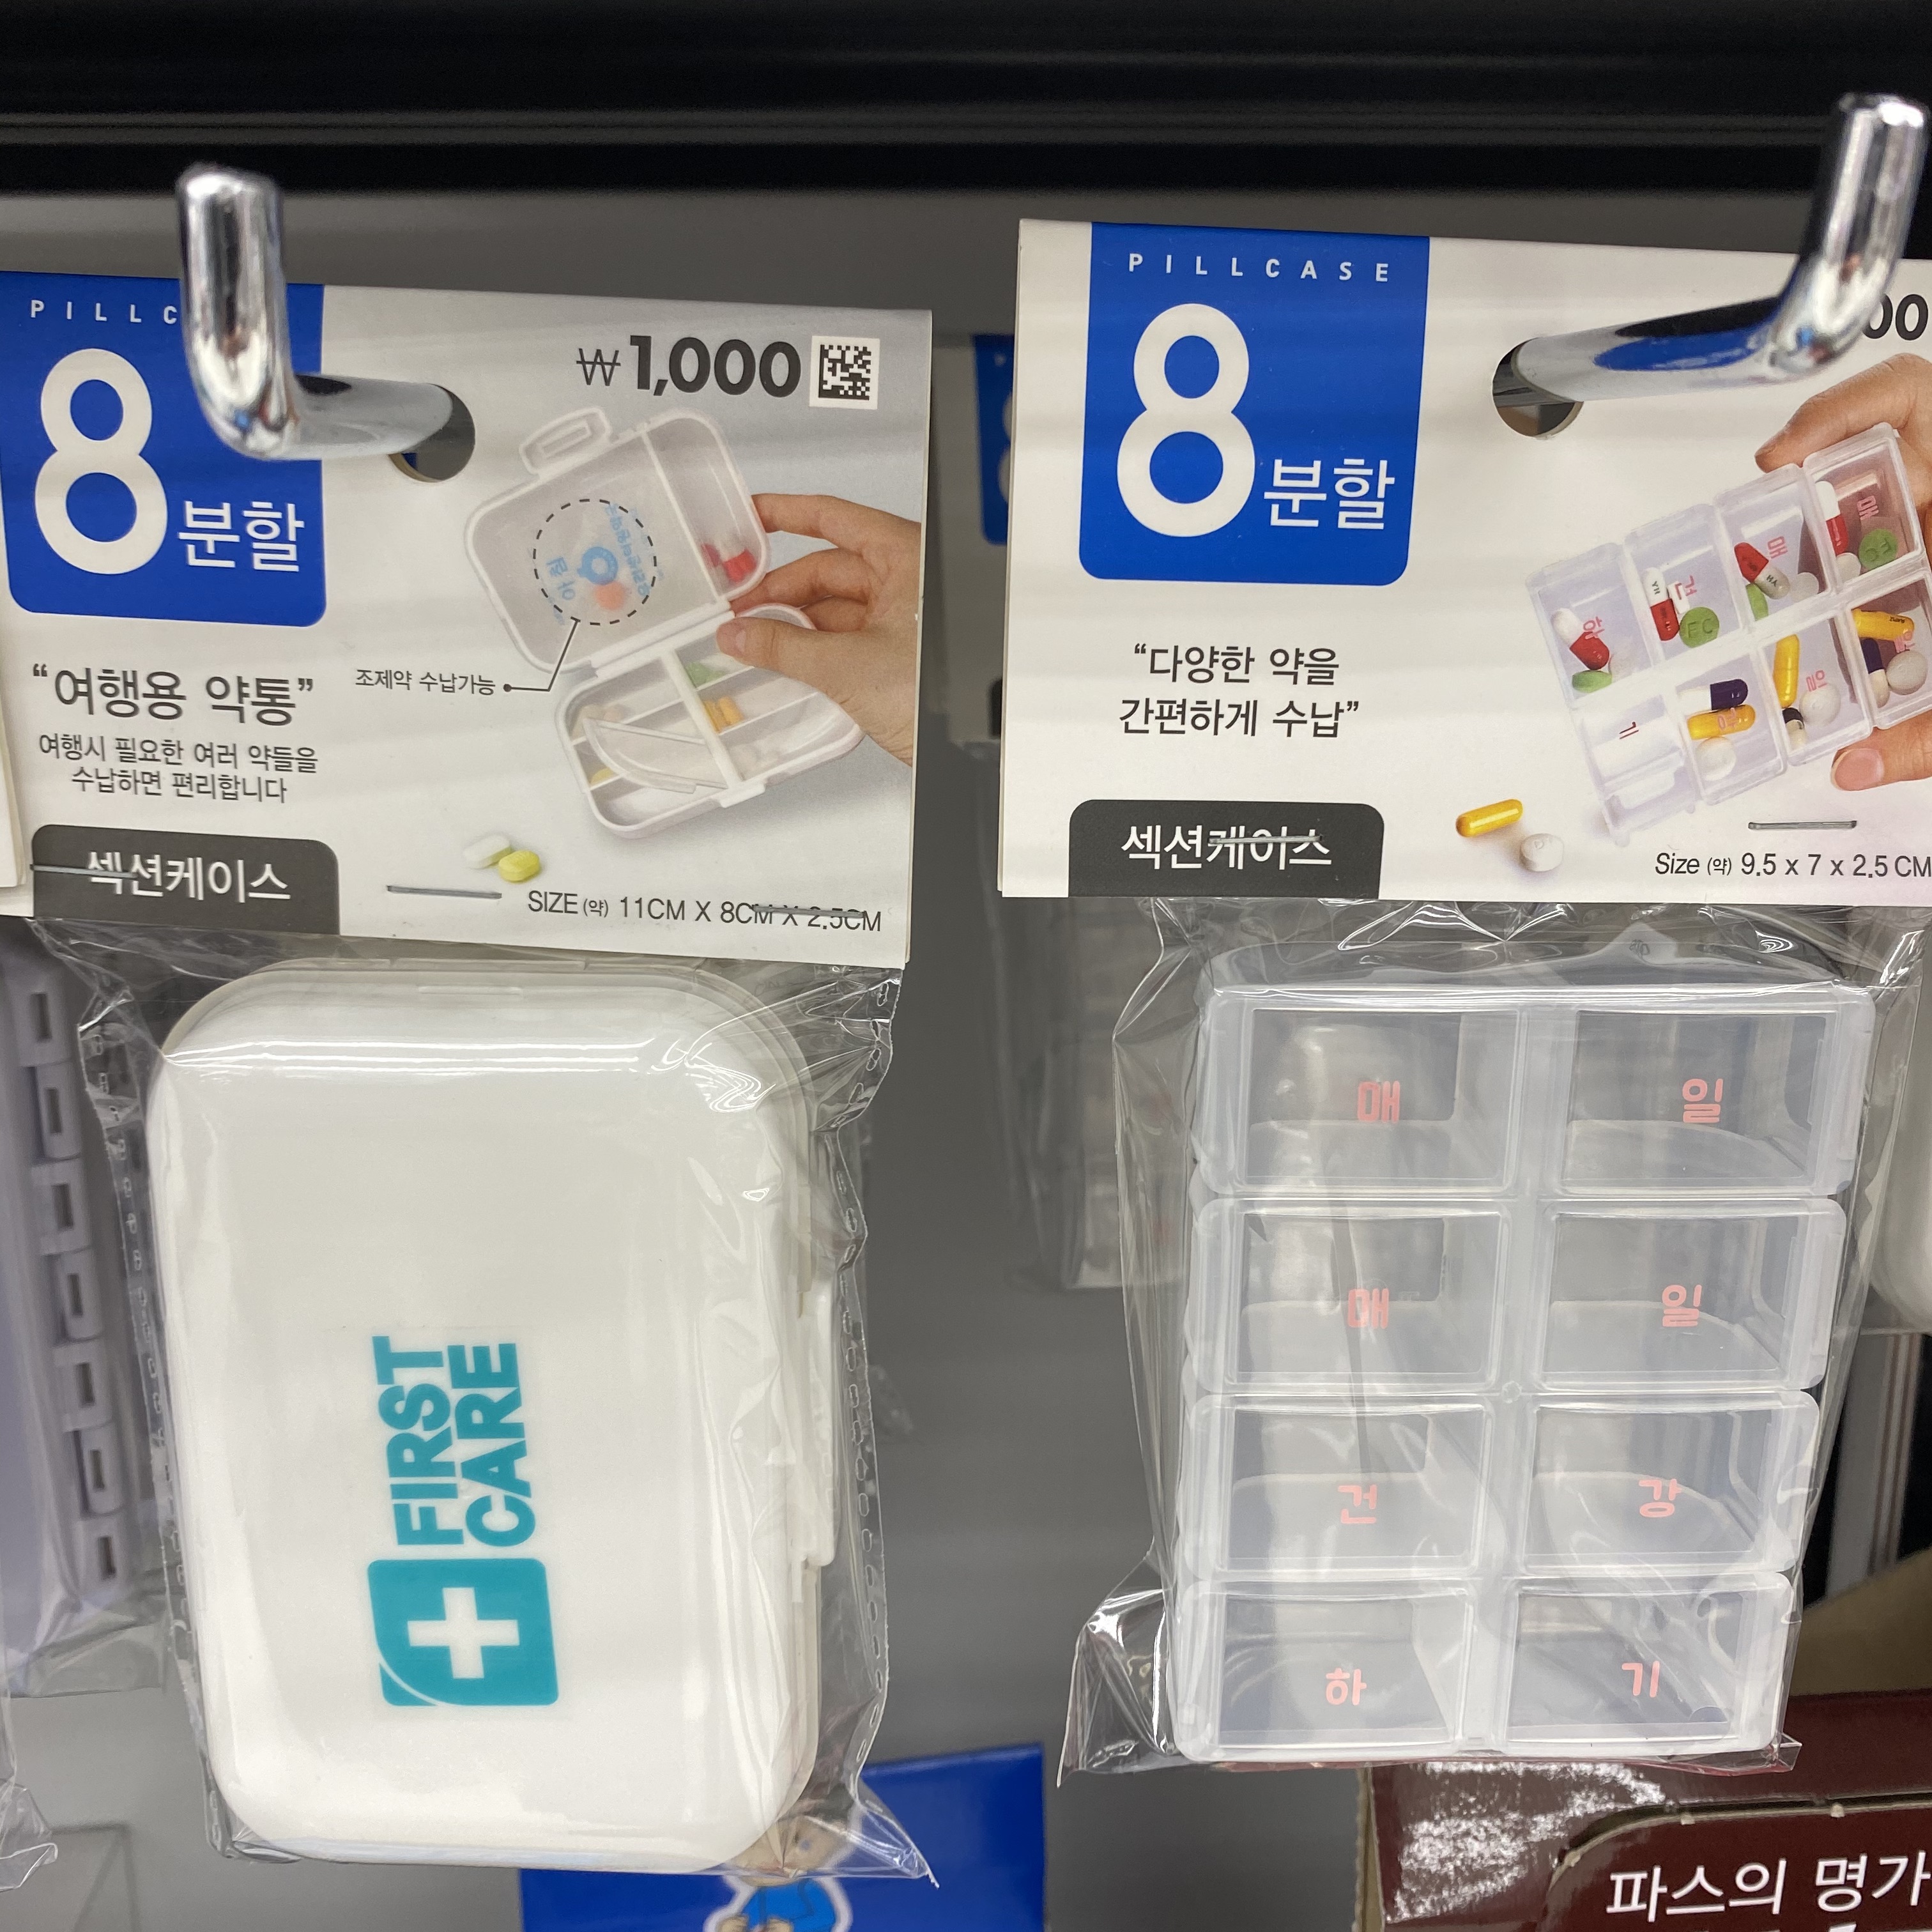 PILLC
8분할
₩1,000
조제약 수납가능
“여행용 약통”
여행시 필요한 여러 약들을
수납하면 편리합니다
섹션케이스
SIZE (약) 11CM X 8CM X 2.5CM
FIRST
CARE
PILLCASE
8분할
00
“다양한 약을
간편하게 수납”
섹션케이스
Size (약) 9.5 x 7 x 2.5 CM
매 일
매 일
건 강
하 기
파스의 명가